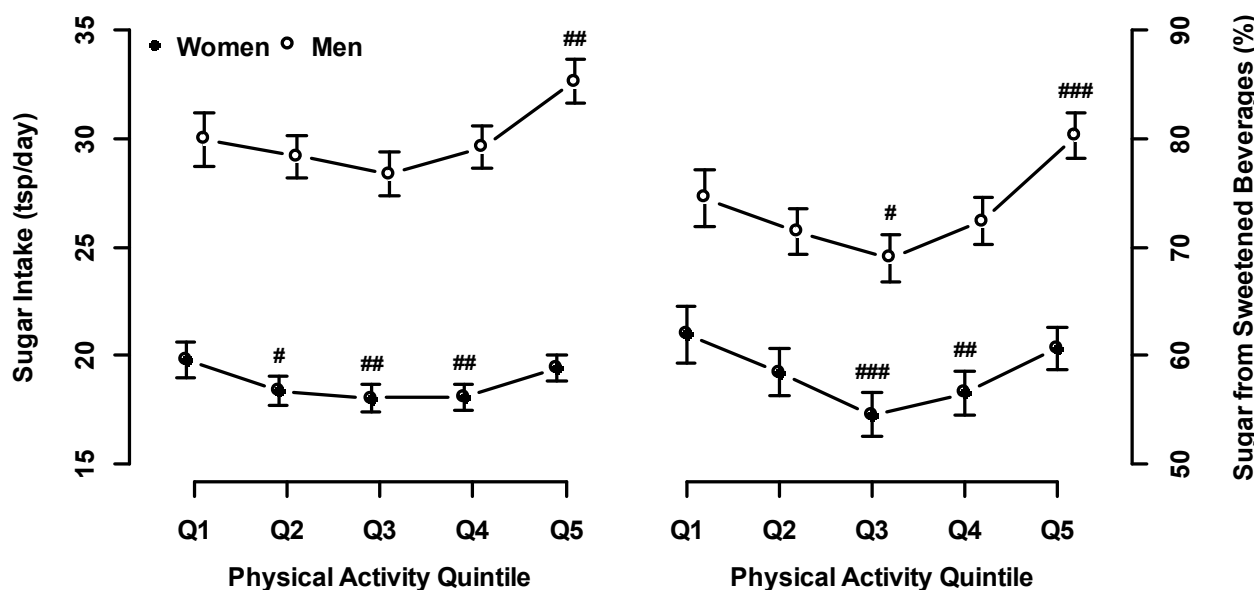 Women Men
Sugar Intake (tsp/day)
35
30
25
20
15
##
#
##
##
Q1 Q2 Q3 Q4 Q5
Physical Activity Quintile
###
#
###
##
Q1 Q2 Q3 Q4 Q5
Physical Activity Quintile
90
80
70
60
50
Sugar from Sweetened Beverages (%)